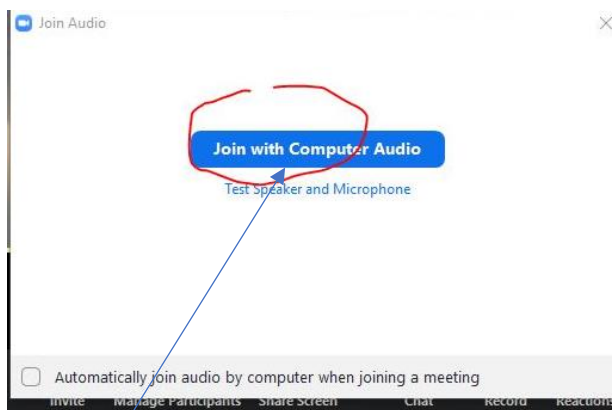 Join Audio
Join with Computer Audio
Test Speaker and Microphone
Automatically join audio by computer when joining a meeting
Invite Manage Participants Share Screen Chat Record Reactions